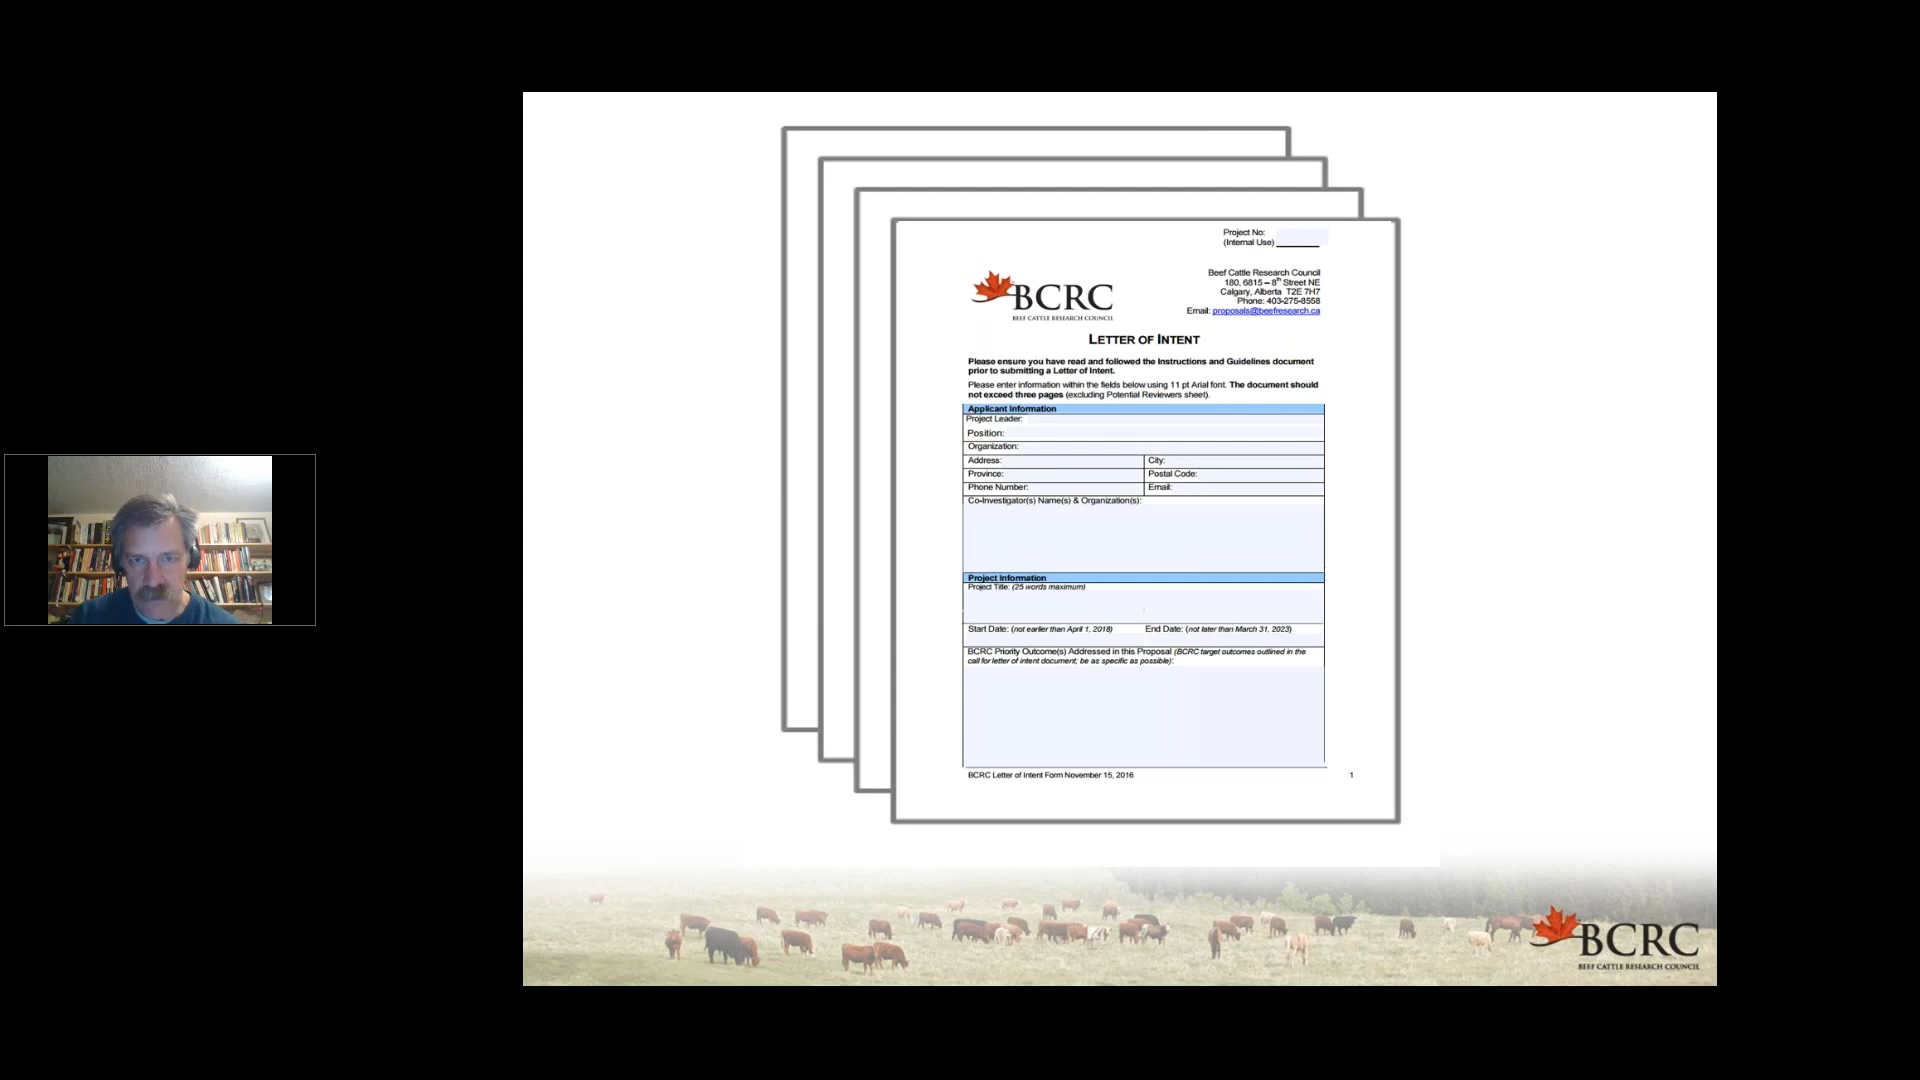 Project No:
(Internal Use)
BCRC
BEEF CATTLE RESEARCH COUNCIL
Beef Cattle Research Council
180, 6815 – 8th Street NE
Calgary, Alberta T2E 7H7
Phone: 403-275-8558
Email: proposals@beefresearch.ca
LETTER OF INTENT
Please ensure you have read and followed the Instructions and Guidelines document
prior to submitting a Letter of Intent.
Please enter information within the fields below using 11 pt Arial font. The document should
not exceed three pages (excluding Potential Reviewers sheet).
Applicant Information
Project Leader:
Position:
Organization:
Address: City:
Province: Postal Code:
Phone Number: Email:
Co-Investigator(s) Name(s) & Organization(s):
Project Information
Project Title: (25 words maximum)
Start Date: (not earlier than April 1, 2018) End Date: (not later than March 31, 2023)
BCRC Priority Outcome(s) Addressed in this Proposal (BCRC target outcomes outlined in the
call for letter of intent document; be as specific as possible):
BCRC Letter of Intent Form November 15, 2016 1
BCRC
BEEF CATTLE RESEARCH COUNCIL